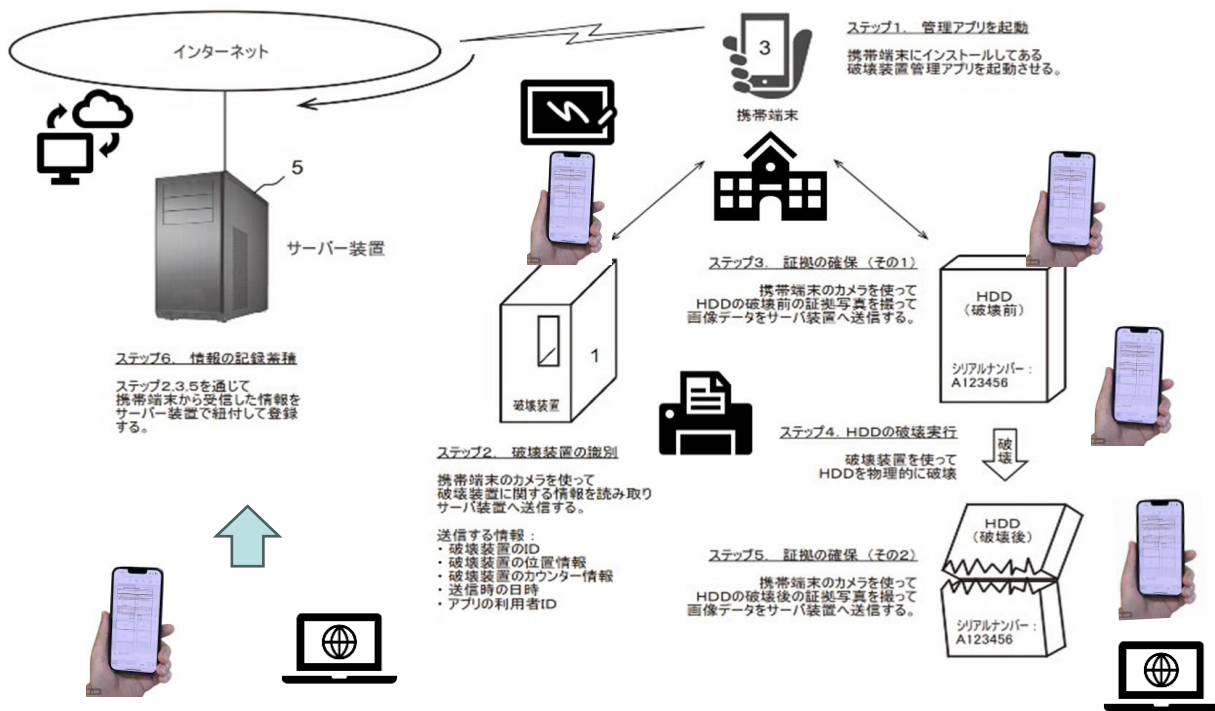 インターネット
5
サーバー装置
3
携帯端末
ステップ1. 管理アプリを起動
携帯端末にインストールしてある
破壊装置管理アプリを起動させる。
1
破壊装置
ステップ2. 破壊装置の識別
携帯端末のカメラを使って
破壊装置に関する情報を読み取り
サーバ装置へ送信する。
送信する情報：
・破壊装置のID
・破壊装置の位置情報
・破壊装置のカウンター情報
・送信時の日時
・アプリの利用者ID
ステップ3. 証拠の確保（その1）
携帯端末のカメラを使って
HDDの破壊前の証拠写真を撮って
画像データをサーバ装置へ送信する。
HDD
（破壊前）
シリアルナンバー：
A123456
ステップ4. HDDの破壊実行
破壊装置を使って
HDDを物理的に破壊
破壊
ステップ5. 証拠の確保（その2）
携帯端末のカメラを使って
HDDの破壊後の証拠写真を撮って
画像データをサーバ装置へ送信する。
HDD
（破壊後）
シリアルナンバー：
A123456
ステップ6. 情報の記録蓄積
ステップ2,3,5を通じて
携帯端末から受信した情報を
サーバー装置で紐付して登録
する。